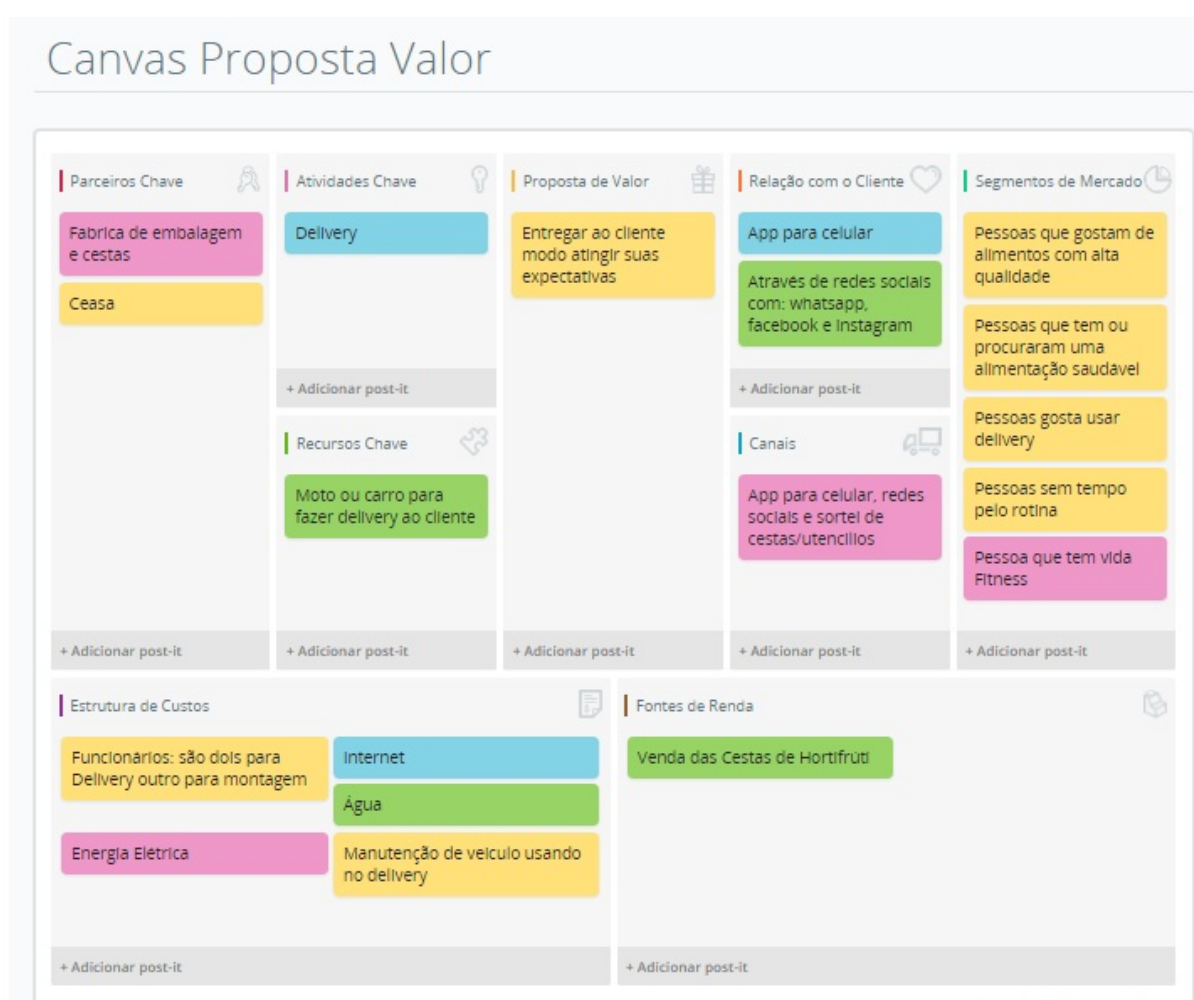 Canvas Proposta Valor
Parceiros Chave
Fabrica de embalagem
e cestas
Ceasa
+ Adicionar post-it
Atividades Chave
Delivery
+ Adicionar post-it
Recursos Chave
Moto ou carro para
fazer delivery ao cliente
+ Adicionar post-it
Proposta de Valor
Entregar ao cliente
modo atingir suas
expectativas
+ Adicionar post-it
Relação com o Cliente
App para celular
Através de redes sociais
com: whatsapp,
facebook e Instagram
+ Adicionar post-it
Canais
App para celular, redes
sociais e sortei de
cestas/utencilios
+ Adicionar post-it
Segmentos de Mercado
Pessoas que gostam de
alimentos com alta
qualidade
Pessoas que tem ou
procuraram uma
alimentação saudável
Pessoas gosta usar
delivery
Pessoas sem tempo
pelo rotina
Pessoa que tem vida
Fitness
+ Adicionar post-it
Estrutura de Custos
Funcionários: são dois para
Delivery outro para montagem
Internet
Água
Energia Elétrica
Manutenção de veiculo usando
no delivery
+ Adicionar post-it
Fontes de Renda
Venda das Cestas de Hortifrúti
+ Adicionar post-it